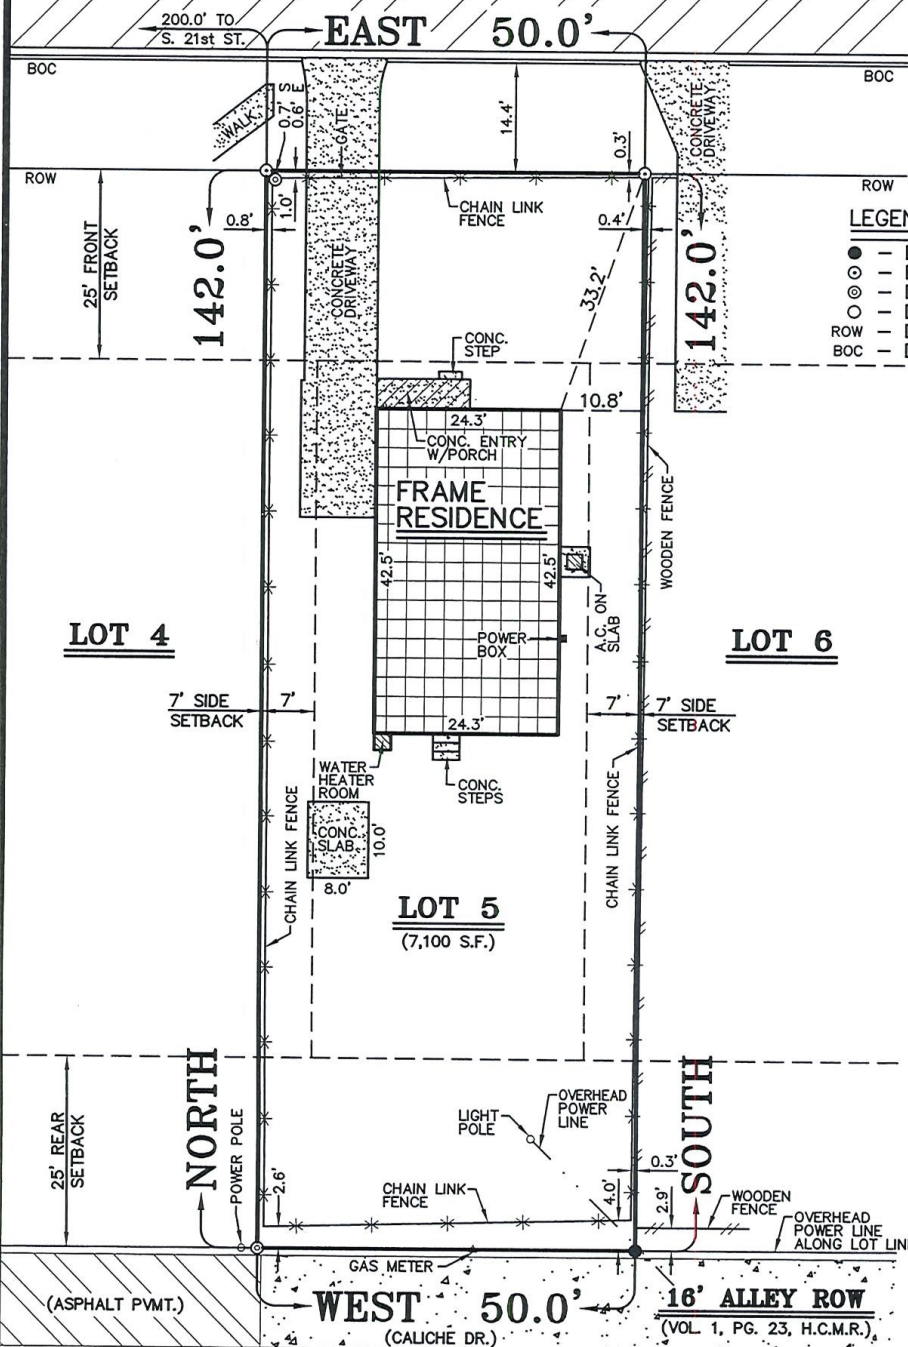 200.0' TO
S. 21st ST.
EAST 50.0'
BOC
BOC
WALK
0.7' S
0.6' E
GATE
14.4'
0.3'
CONCRETE
DRIVEWAY
ROW
ROW
CHAIN LINK
FENCE
0.8'
1.0'
0.4'
LEGEN
25' FRONT
SETBACK
142.0'
CONCRETE
DRIVEWAY
33.2'
142.0'
ROW –
BOC –
CONC.
STEP
10.8'
24.3'
CONC. ENTRY
W/PORCH
FRAME
RESIDENCE
WOODEN FENCE
42.5'
42.5'
A.C. ON
SLAB
POWER
BOX
LOT 4
LOT 6
7' SIDE
SETBACK
7'
7'
7' SIDE
SETBACK
24.3'
WATER
HEATER
ROOM
CONC.
STEPS
CHAIN LINK FENCE
CONC.
SLAB
10.0'
8.0'
CHAIN LINK FENCE
LOT 5
(7,100 S.F.)
25' REAR
SETBACK
NORTH
POWER POLE
LIGHT
POLE
OVERHEAD
POWER
LINE
SOUTH
0.3'
2.6'
CHAIN LINK
FENCE
4.0'
2.9'
WOODEN
FENCE
OVERHEAD
POWER LINE
ALONG LOT LIN
GAS METER
(ASPHALT PVMT.)
WEST 50.0'
(CALICHE DR.)
16' ALLEY ROW
(VOL. 1, PG. 23, H.C.M.R.)